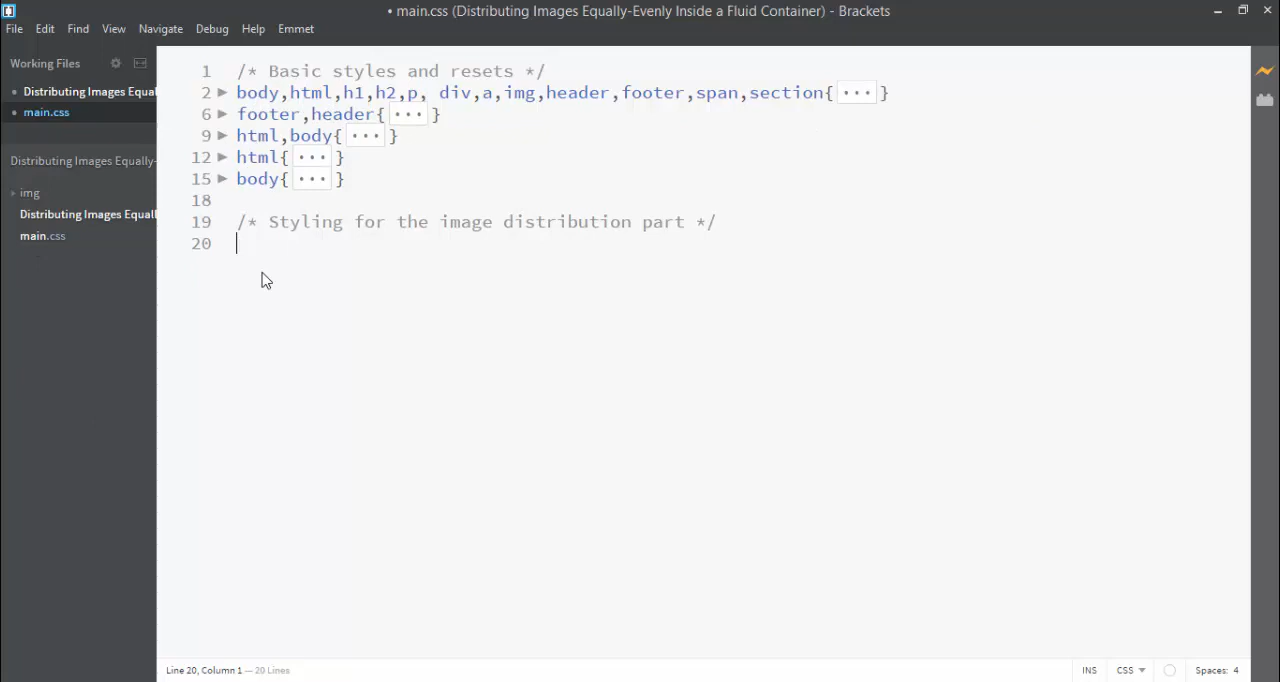 • main.css (Distributing Images Equally-Evenly Inside a Fluid Container) - Brackets
File Edit Find View Navigate Debug Help Emmet
Working Files
Distributing Images Equal
main.css
Distributing Images Equally-
img
Distributing Images Equall
main.css
1 /* Basic styles and resets */
2 body,html,h1,h2,p, div,a,img,header,footer,span,section{ ... }
6 footer,header{ ... }
9 html,body{ ... }
12 html{ ... }
15 body{ ... }
18
19 /* Styling for the image distribution part */
20
Line 20, Column 1 — 20 Lines
INS CSS Spaces: 4